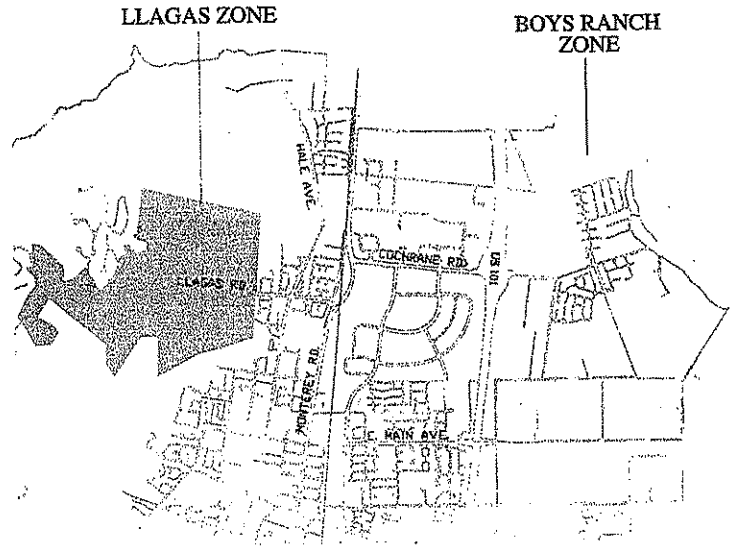 LLAGAS ZONE
BOYS RANCH
ZONE
HALE AVE.
COCHRANE RD.
US 101
LLAGAS RD.
MONTEREY RD.
E. MAIN AVE.